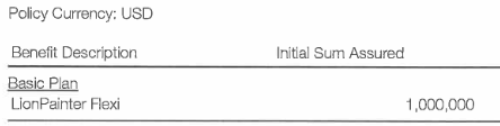 Policy Currency: USD
Benefit Description Initial Sum Assured
Basic Plan
LionPainter Flexi 1,000,000